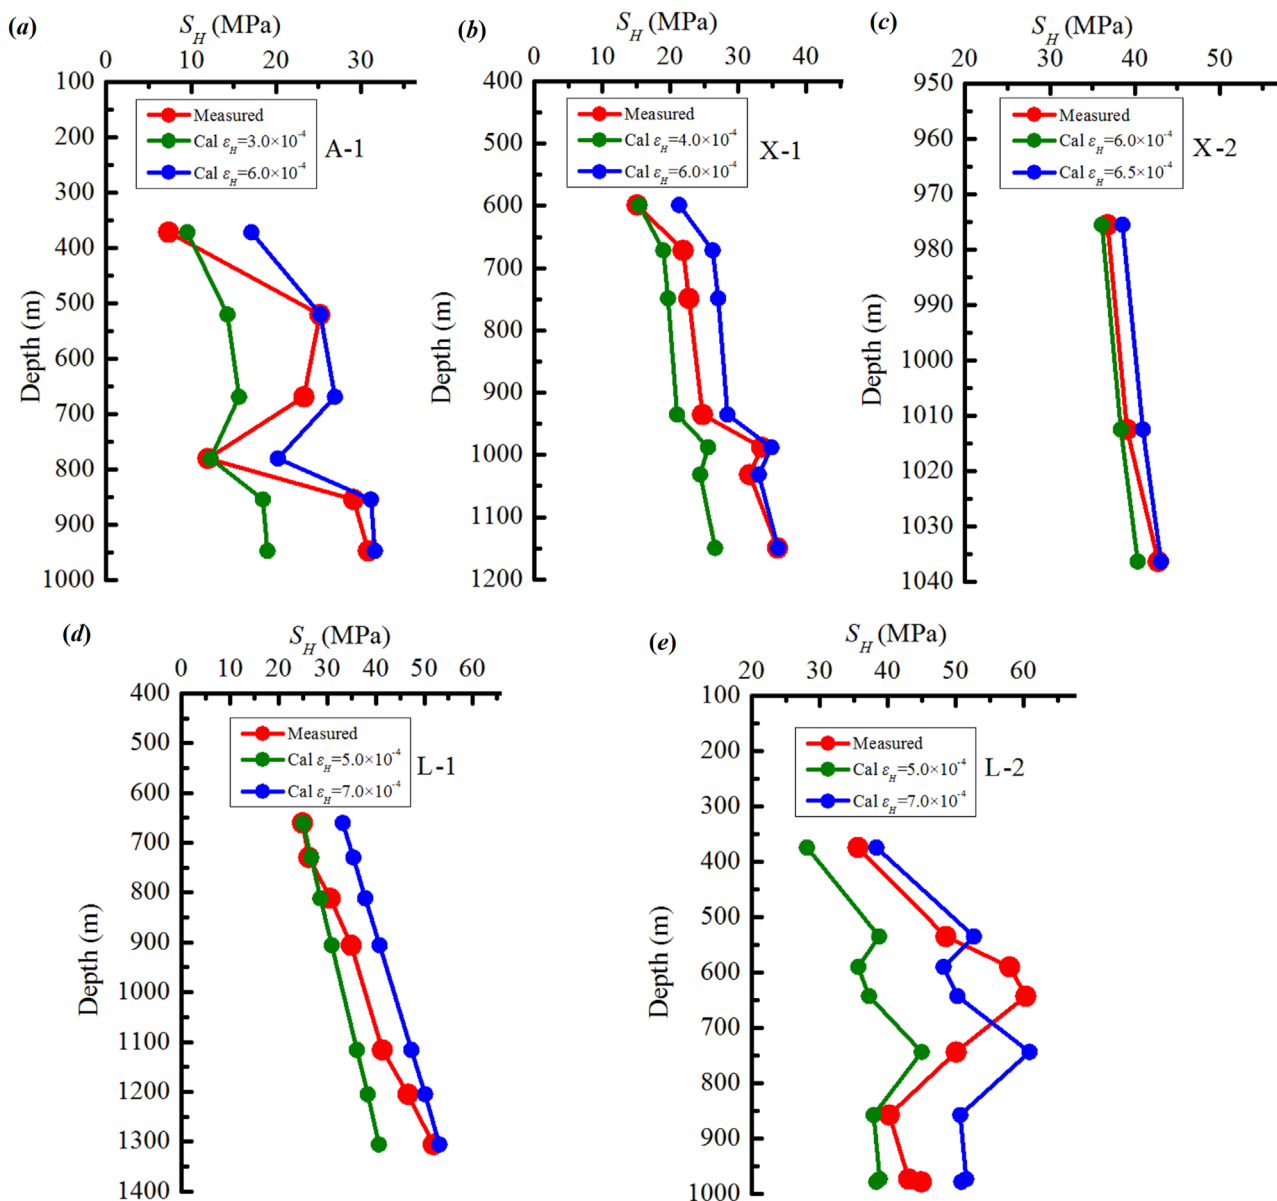 (a)
S_H (MPa)
0 10 20 30
100
200
300
400
500
600
700
800
900
1000
Depth (m)
Measured
Cal ε_H=3.0×10⁻⁴
Cal ε_H=6.0×10⁻⁴
A-1
(b)
S_H (MPa)
0 10 20 30 40
400
500
600
700
800
900
1000
1100
1200
Depth (m)
Measured
Cal ε_H=4.0×10⁻⁴
Cal ε_H=6.0×10⁻⁴
X-1
(c)
S_H (MPa)
20 30 40 50
950
960
970
980
990
1000
1010
1020
1030
1040
Depth (m)
Measured
Cal ε_H=6.0×10⁻⁴
Cal ε_H=6.5×10⁻⁴
X-2
(d)
S_H (MPa)
0 10 20 30 40 50 60
400
500
600
700
800
900
1000
1100
1200
1300
1400
Depth (m)
Measured
Cal ε_H=5.0×10⁻⁴
Cal ε_H=7.0×10⁻⁴
L-1
(e)
S_H (MPa)
20 30 40 50 60
100
200
300
400
500
600
700
800
900
1000
Depth (m)
Measured
Cal ε_H=5.0×10⁻⁴
Cal ε_H=7.0×10⁻⁴
L-2